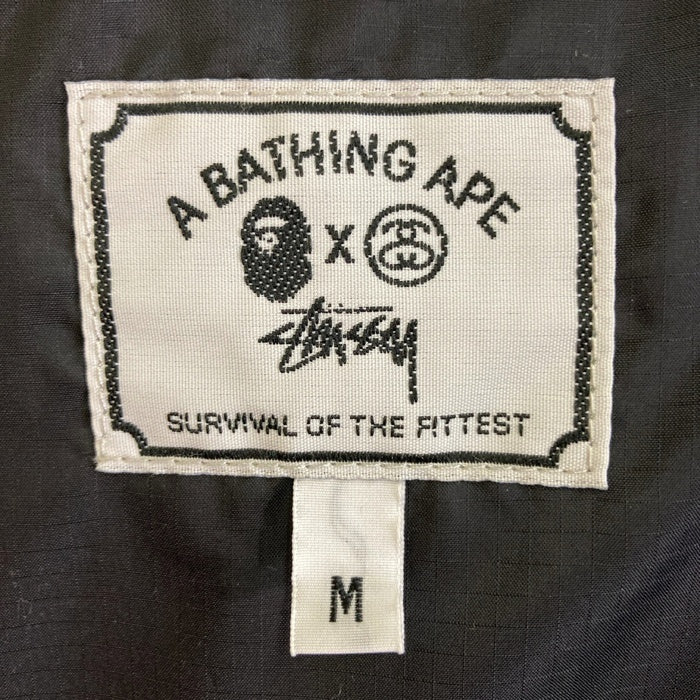 A BATHING APE
X
STUSSY
SURVIVAL OF THE FITTEST
M